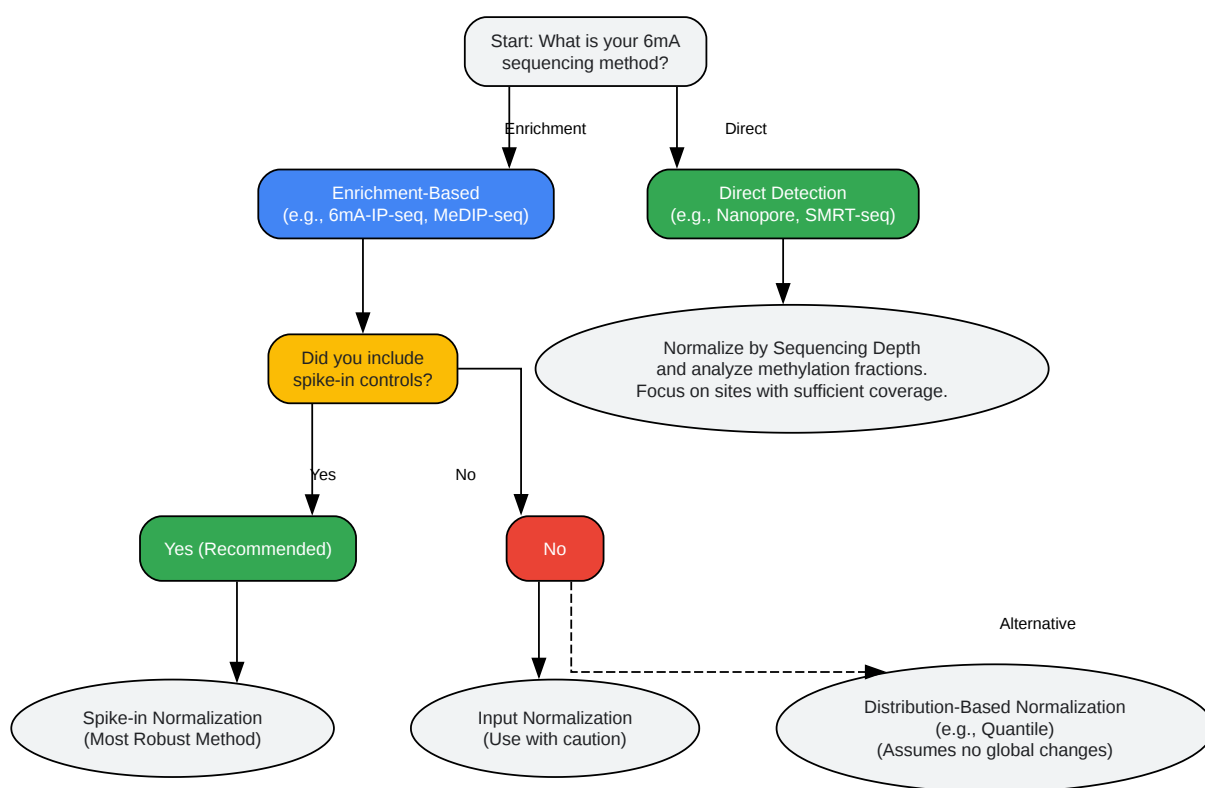 Start: What is your 6mA
sequencing method?
Enrichment
Direct
Enrichment-Based
(e.g., 6mA-IP-seq, MeDIP-seq)
Direct Detection
(e.g., Nanopore, SMRT-seq)
Did you include
spike-in controls?
Normalize by Sequencing Depth
and analyze methylation fractions.
Focus on sites with sufficient coverage.
Yes
No
Yes (Recommended)
No
Alternative
Spike-in Normalization
(Most Robust Method)
Input Normalization
(Use with caution)
Distribution-Based Normalization
(e.g., Quantile)
(Assumes no global changes)